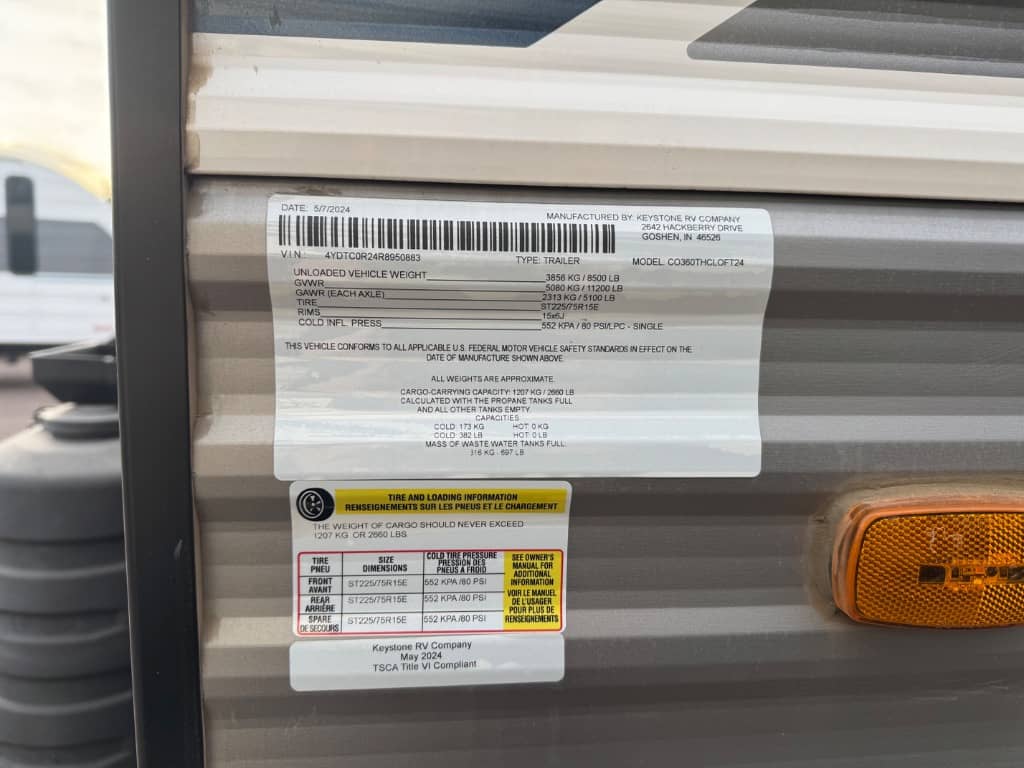 DATE: 5/7/2024
MANUFACTURED BY: KEYSTONE RV COMPANY
2642 HACKBERRY DRIVE
GOSHEN, IN 46526
V I N : 4YDTC0R24R8950883 TYPE: TRAILER MODEL: CO360THCLOFT24
UNLOADED VEHICLE WEIGHT 3856 KG / 8500 LB
GVWR 5080 KG / 11200 LB
GAWR (EACH AXLE) 2313 KG / 5100 LB
TIRE ST225/75R15E
RIMS 15x6J
COLD INFL. PRESS 552 KPA / 80 PSI/LPC - SINGLE
THIS VEHICLE CONFORMS TO ALL APPLICABLE U.S. FEDERAL MOTOR VEHICLE SAFETY STANDARDS IN EFFECT ON THE
DATE OF MANUFACTURE SHOWN ABOVE.
ALL WEIGHTS ARE APPROXIMATE.
CARGO-CARRYING CAPACITY: 1207 KG / 2660 LB
CALCULATED WITH THE PROPANE TANKS FULL
AND ALL OTHER TANKS EMPTY.
CAPACITIES
COLD: 173 KG HOT: 0 KG
COLD: 382 LB HOT: 0 LB
MASS OF WASTE WATER TANKS FULL:
316 KG - 697 LB
TIRE AND LOADING INFORMATION
RENSEIGNEMENTS SUR LES PNEUS ET LE CHARGEMENT
THE WEIGHT OF CARGO SHOULD NEVER EXCEED
1207 KG. OR 2660 LBS.
TIRE
PNEU
SIZE
DIMENSIONS
COLD TIRE PRESSURE
PRESSION DES
PNEUS A FROID
FRONT
AVANT
ST225/75R15E 552 KPA /80 PSI
REAR
ARRIÈRE
ST225/75R15E 552 KPA /80 PSI
SPARE
DE SECOURS
ST225/75R15E 552 KPA /80 PSI
SEE OWNER'S
MANUAL FOR
ADDITIONAL
INFORMATION
VOIR LE MANUEL
DE L'USAGER
POUR PLUS DE
RENSEIGNEMENTS
Keystone RV Company
May 2024
TSCA Title VI Compliant